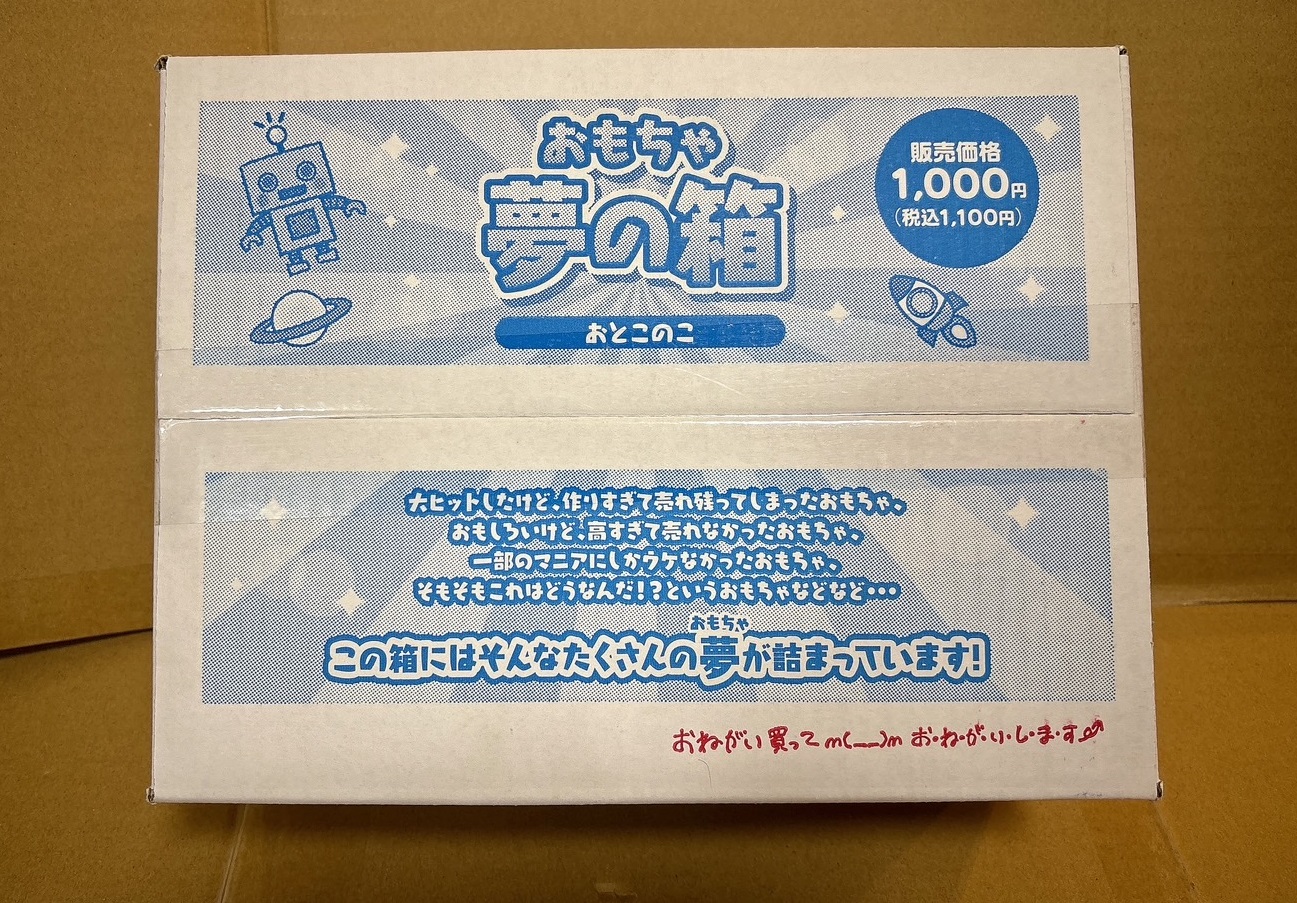 おもちゃ
夢の箱
おとこのこ
販売価格
1,000円
(税込1,100円)
大ヒットしたけど、作りすぎて売れ残ってしまったおもちゃ、
おもしろいけど、高すぎて売れなかったおもちゃ、
一部のマニアにしかウケなかったおもちゃ、
そもそもこれはどうなんだ!?というおもちゃなどなど・・・
おもちゃ
この箱にはそんなたくさんの夢が詰まっています!
おねがい買ってm(__)m お・ね・が・い・し・ま・す